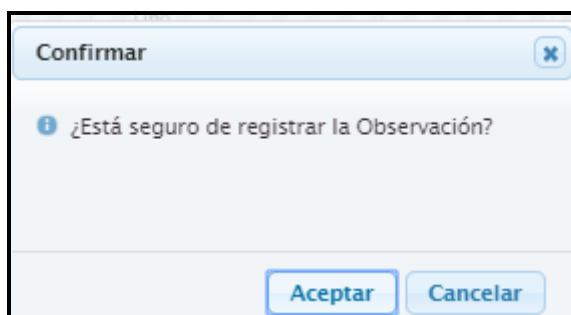 Confirmar
¿Está seguro de registrar la Observación?
Aceptar
Cancelar